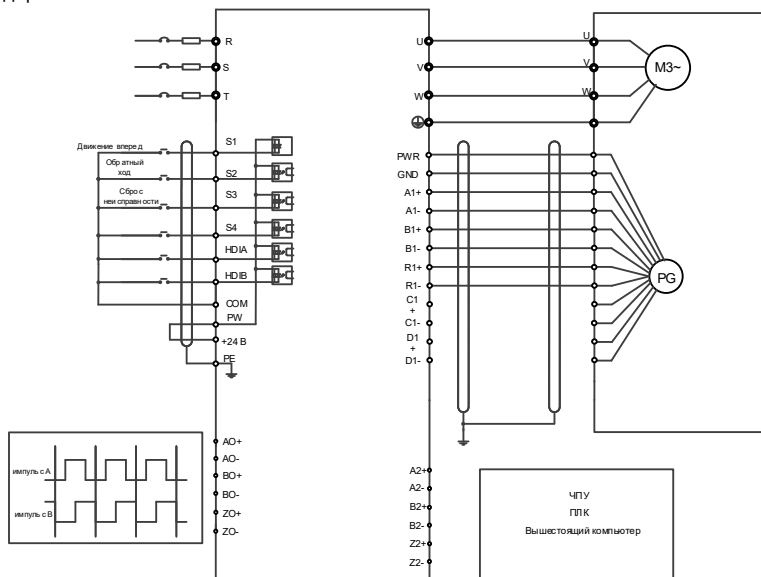 R
S
T
U
V
W
U
V
W
M3~
Движение вперед
S1
Обратный
ход
S2
Сброс
неисправности
S3
S4
HDIA
HDIB
COM
PW
+24 В
PE
PWR
GND
A1+
A1-
B1+
B1-
R1+
R1-
C1
+
C1-
D1
+
D1-
PG
импульс А
импульс В
AO+
AO-
BO+
BO-
ZO+
ZO-
A2+
A2-
B2+
B2-
Z2+
Z2-
ЧПУ
ПЛК
Вышестоящий компьютер